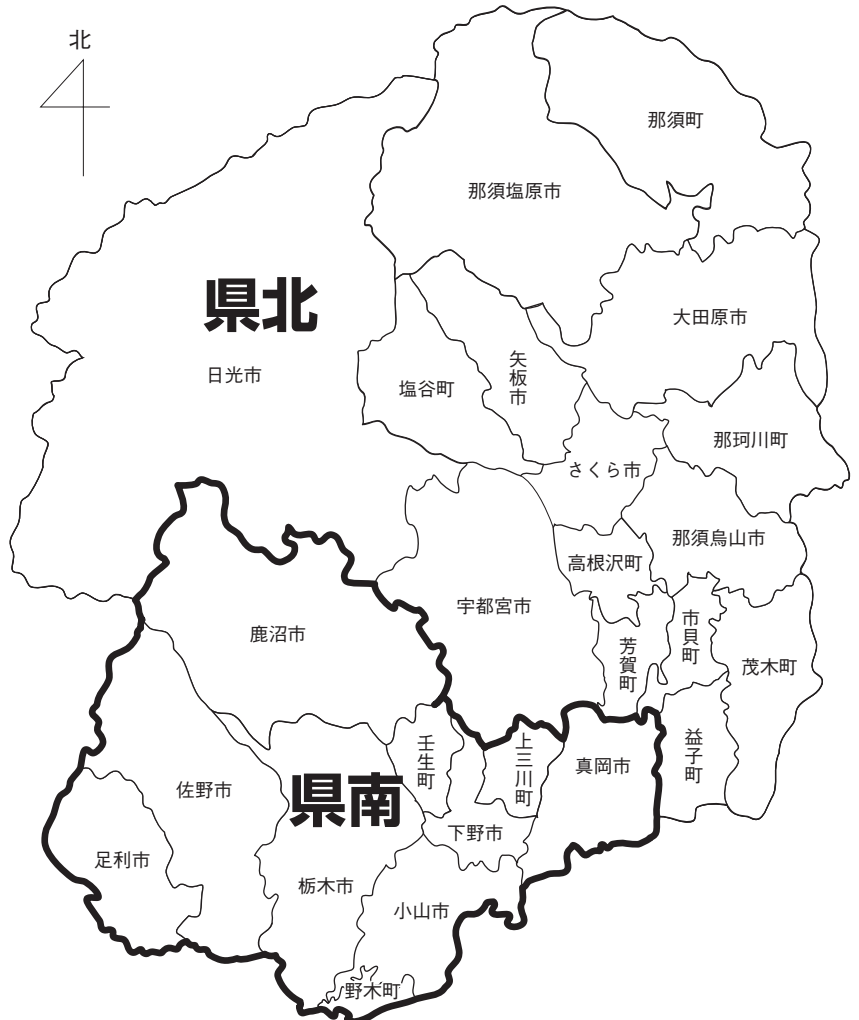 北
那須町
那須塩原市
県北
大田原市
日光市
塩谷町
矢板市
那珂川町
さくら市
那須烏山市
高根沢町
宇都宮市
鹿沼市
市貝町
芳賀町
茂木町
益子町
上三川町
壬生町
真岡市
県南
佐野市
下野市
足利市
栃木市
小山市
野木町